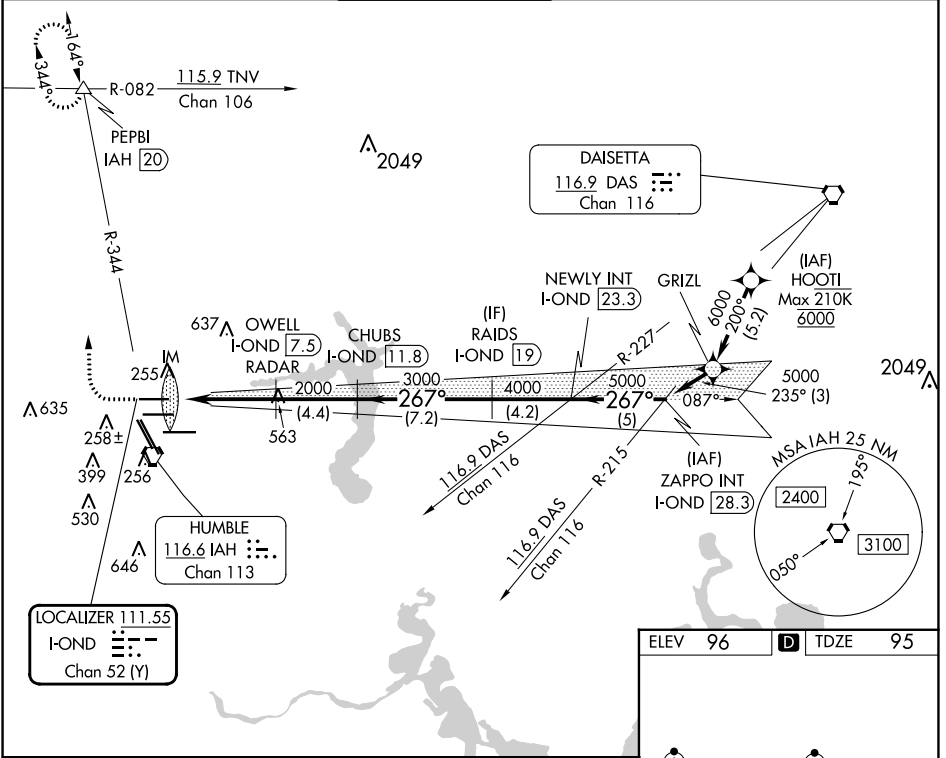 164°
344°
R-082
115.9 TNV
Chan 106
PEPBI
IAH 20
2049
DAISETTA
116.9 DAS
Chan 116
R-344
(IAF)
HOOTI
Max 210K
6000
6000
200°
(5.2)
NEWLY INT
I-OND 23.3
GRIZL
(IF)
RAIDS
I-OND 19
637
OWELL
I-OND 7.5
RADAR
CHUBS
I-OND 11.8
R-227
2049
IM
255
2000
3000
4000
5000
5000
267°
267°
087°
235° (3)
(4.4)
(7.2)
(4.2)
(5)
563
635
258±
399
256
530
646
116.9 DAS
Chan 116
R-215
116.9 DAS
Chan 116
(IAF)
ZAPPO INT
I-OND 28.3
MSA IAH 25 NM
195°
2400
3100
050°
HUMBLE
116.6 IAH
Chan 113
LOCALIZER 111.55
I-OND
Chan 52 (Y)
ELEV 96 D TDZE 95